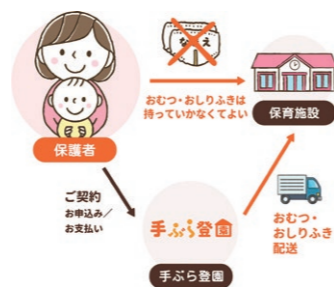 なまえ
おむつ・おしりふきは
持っていかなくてよい
保護者
保育施設
ご契約
お申込み／
お支払い
手ぶら登園
おむつ・
おしりふき
配送
手ぶら登園